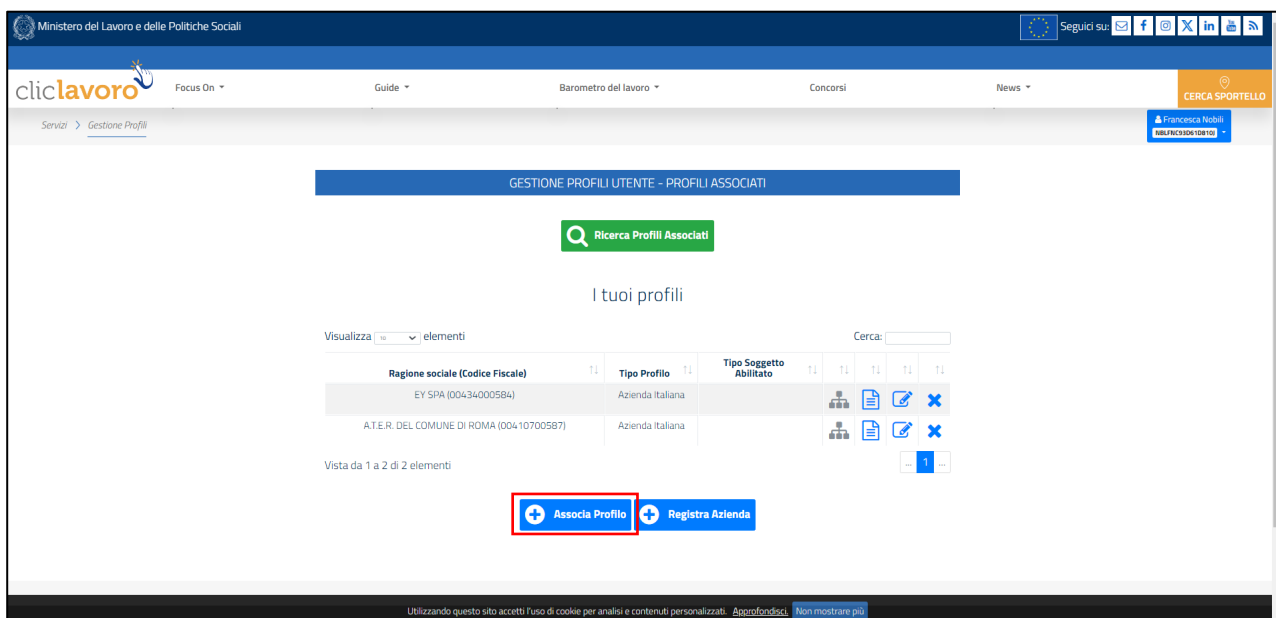 Ministero del Lavoro e delle Politiche Sociali
Seguici su:
cliclavoro
Focus On
Guide
Barometro del lavoro
Concorsi
News
CERCA SPORTELLO
Servizi > Gestione Profili
Francesca Nobili
NBLFNC93D61D810J
GESTIONE PROFILI UTENTE - PROFILI ASSOCIATI
Ricerca Profili Associati
I tuoi profili
Visualizza 10 elementi
Cerca:
Ragione sociale (Codice Fiscale) Tipo Profilo Tipo Soggetto Abilitato
EY SPA (00434000584) Azienda Italiana
A.T.E.R. DEL COMUNE DI ROMA (00410700587) Azienda Italiana
Vista da 1 a 2 di 2 elementi
... 1 ...
Associa Profilo
Registra Azienda
Utilizzando questo sito accetti l'uso di cookie per analisi e contenuti personalizzati. Approfondisci. Non mostrare più